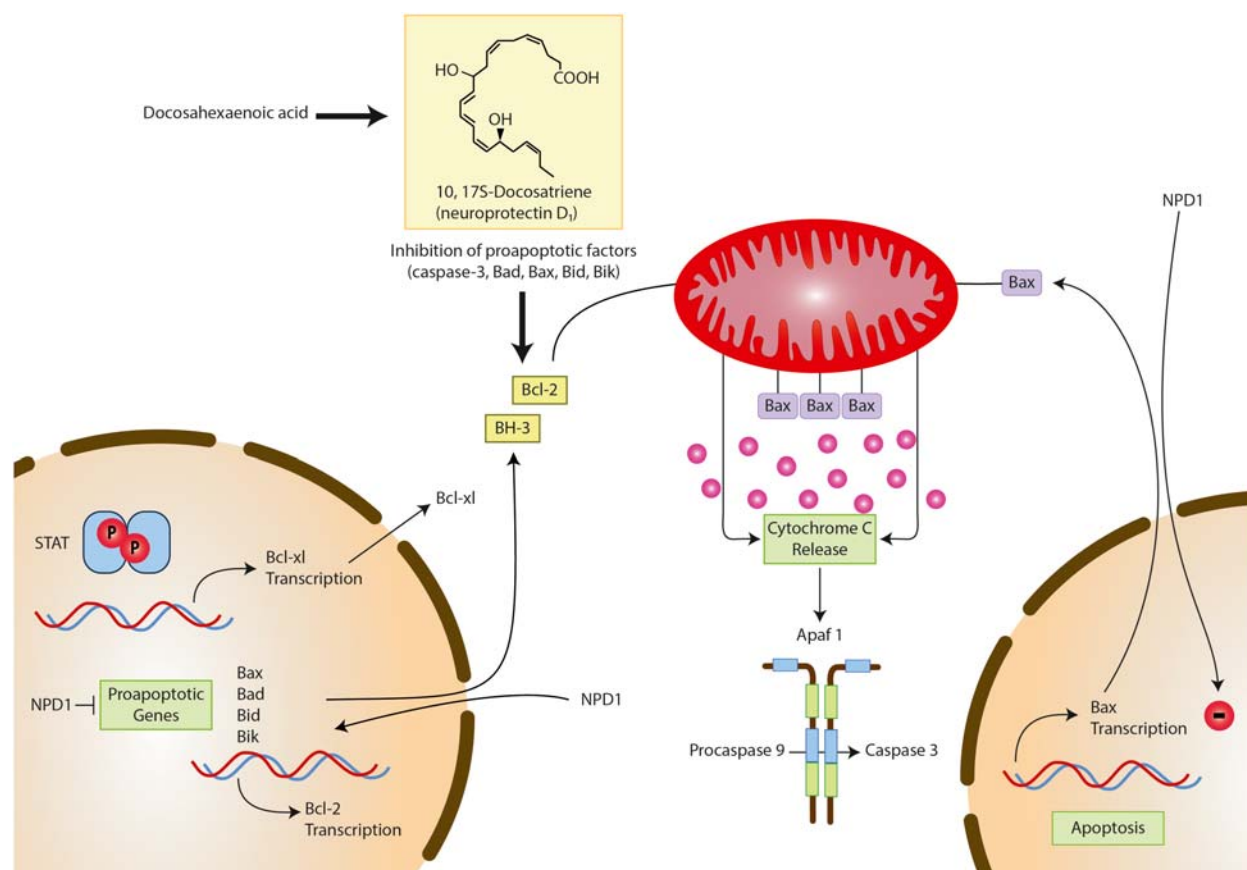 HO
COOH
OH
Docosahexaenoic acid
10, 17S-Docosatriene
(neuroprotectin D₁)
Inhibition of proapoptotic factors
(caspase-3, Bad, Bax, Bid, Bik)
NPD1
Bax
Bcl-2
Bax
Bax
Bax
BH-3
Bcl-xl
Cytochrome C
Release
STAT
P
P
Bcl-xl
Transcription
Apaf 1
NPD1
Proapoptotic
Genes
Bax
Bad
Bid
Bik
NPD1
Bax
Transcription
Procaspase 9
Caspase 3
Bcl-2
Transcription
Apoptosis